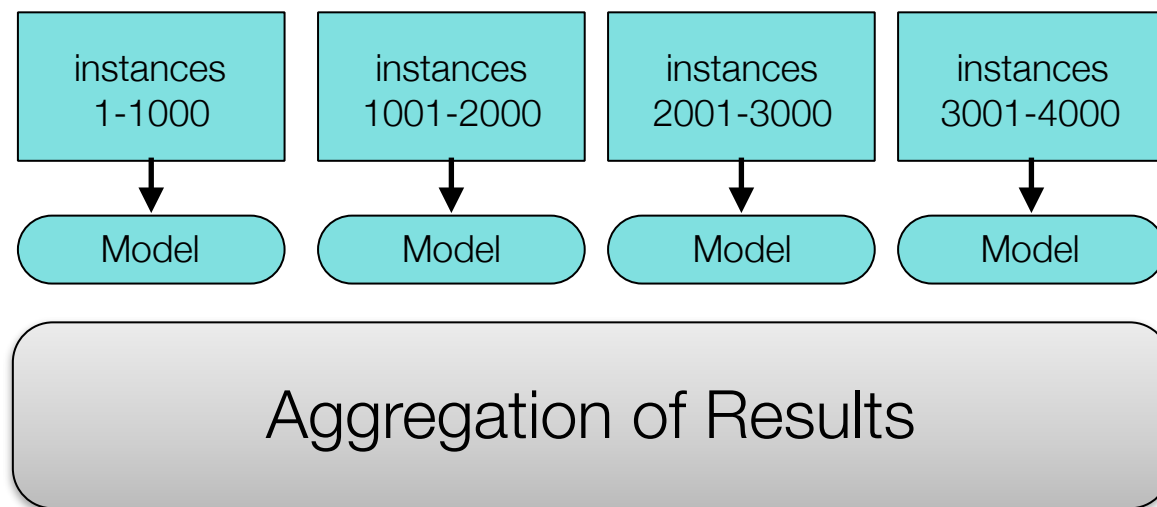 instances
1-1000
instances
1001-2000
instances
2001-3000
instances
3001-4000
Model
Model
Model
Model
Aggregation of Results